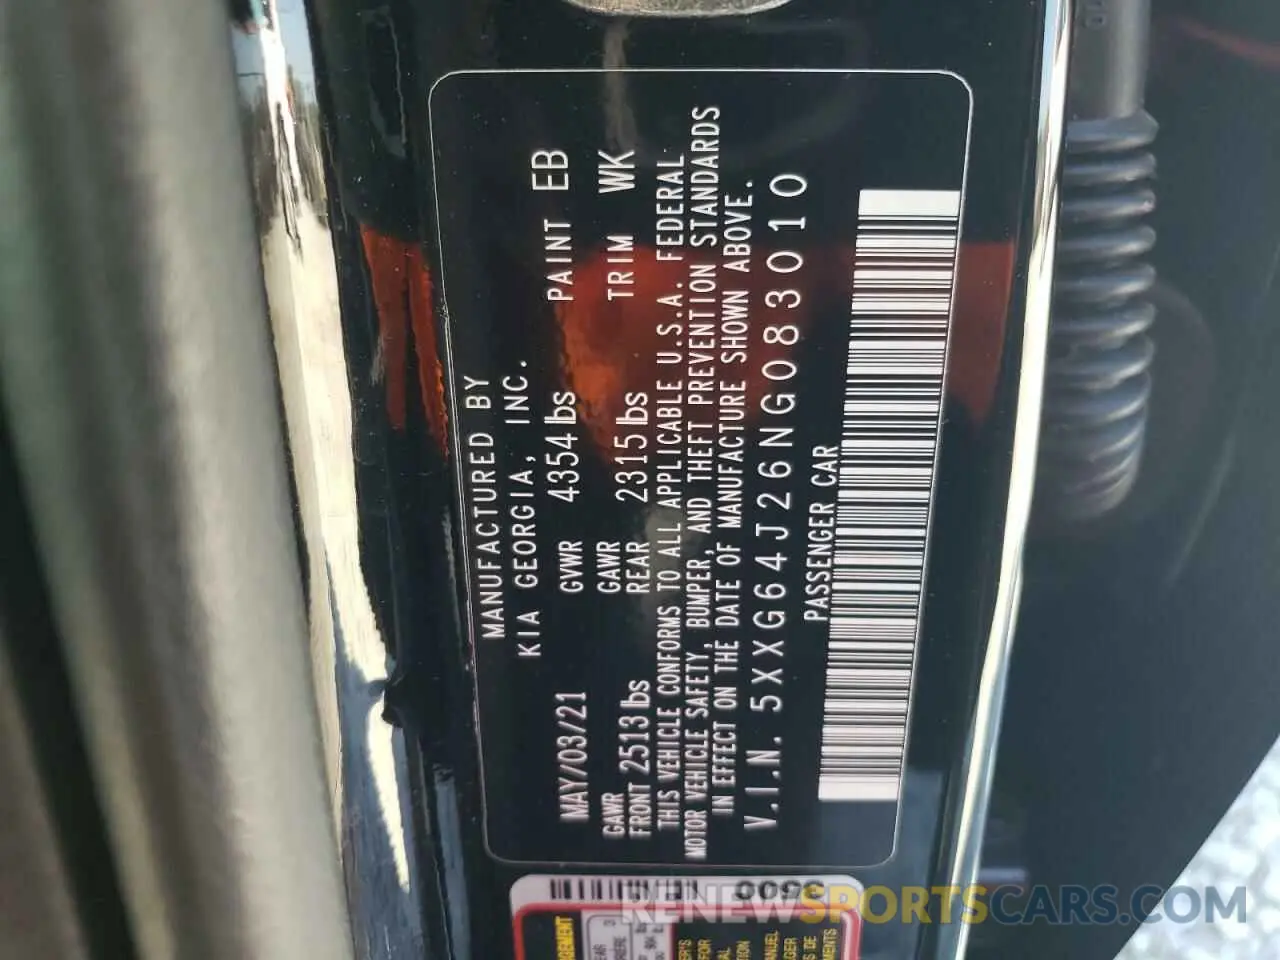 MANUFACTURED BY
KIA GEORGIA, INC.
MAY/03/21 GVWR 4354 lbs PAINT EB
GAWR GAWR
FRONT 2513 lbs REAR 2315 lbs TRIM WK
THIS VEHICLE CONFORMS TO ALL APPLICABLE U.S.A. FEDERAL
MOTOR VEHICLE SAFETY, BUMPER, AND THEFT PREVENTION STANDARDS
IN EFFECT ON THE DATE OF MANUFACTURE SHOWN ABOVE.
V.I.N. 5XXG64J26NG083010
PASSENGER CAR
RENEWSPORTSCARS.COM